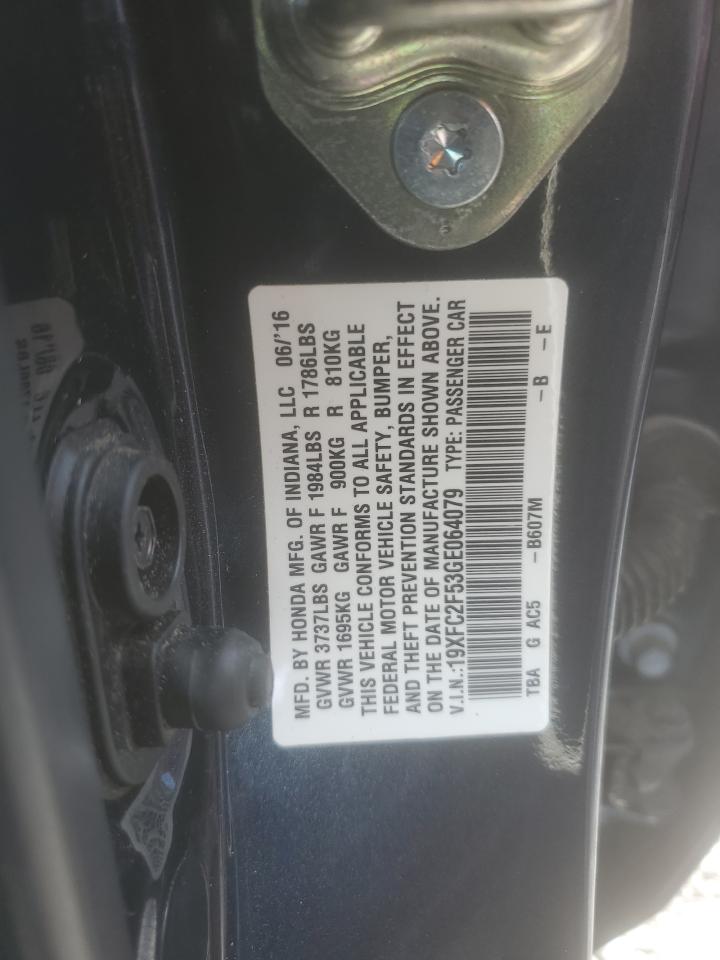 MFD. BY HONDA MFG. OF INDIANA, LLC 06/'16
GVWR 3737LBS GAWR F 1984LBS R 1786LBS
GVWR 1695KG GAWR F 900KG R 810KG
THIS VEHICLE CONFORMS TO ALL APPLICABLE
FEDERAL MOTOR VEHICLE SAFETY, BUMPER,
AND THEFT PREVENTION STANDARDS IN EFFECT
ON THE DATE OF MANUFACTURE SHOWN ABOVE.
V.I.N.:19XFC2F53GE064079 TYPE: PASSENGER CAR
TBA G AC5 -B607M -B -E